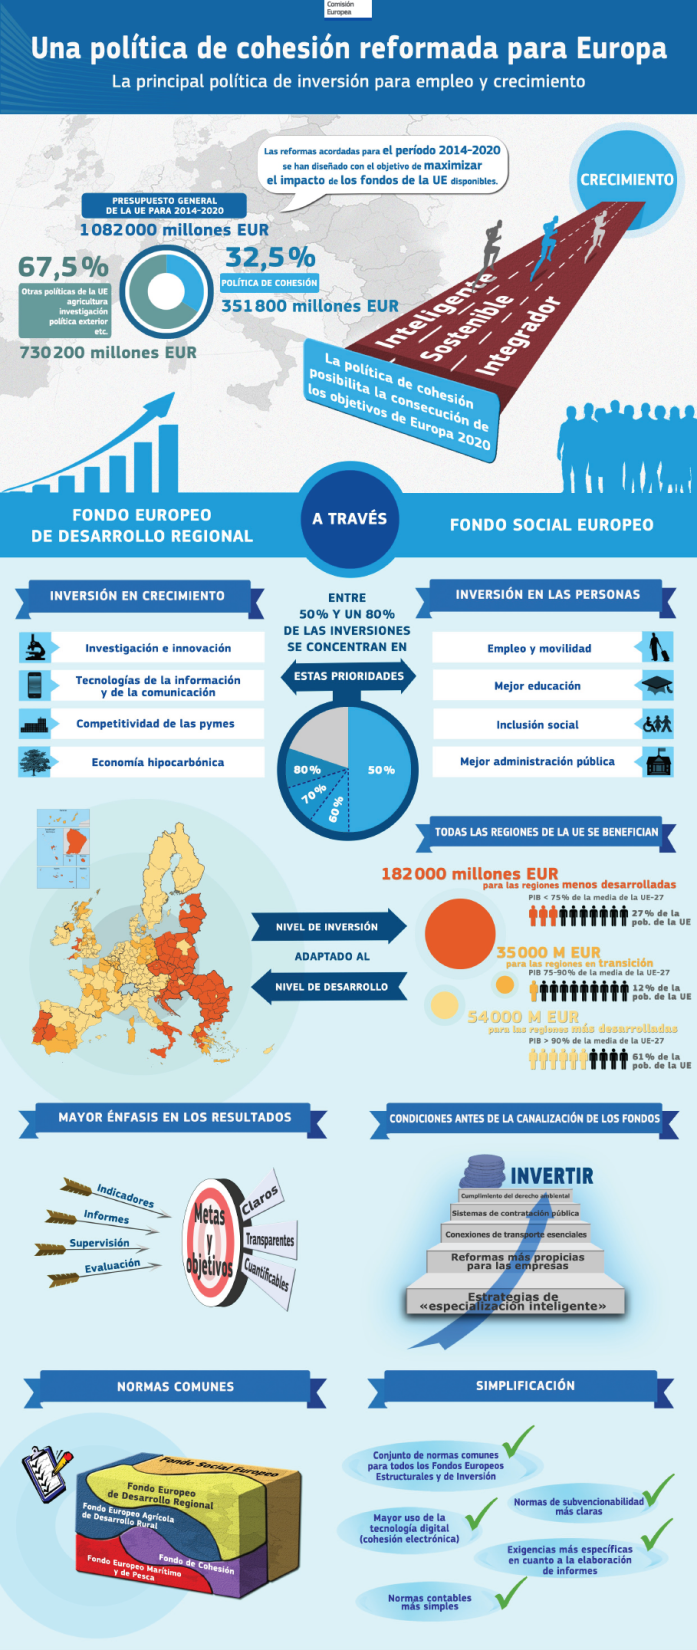 Comisión
Europea
Una política de cohesión reformada para Europa
La principal política de inversión para empleo y crecimiento
Las reformas acordadas para el período 2014-2020
se han diseñado con el objetivo de maximizar
el impacto de los fondos de la UE disponibles.
CRECIMIENTO
PRESUPUESTO GENERAL
DE LA UE PARA 2014-2020
1 082 000 millones EUR
67,5 %
Otras políticas de la UE
agricultura
investigación
política exterior
etc.
730 200 millones EUR
32,5 %
POLÍTICA DE COHESIÓN
351 800 millones EUR
Inteligente
Sostenible
Integrador
La política de cohesión
posibilita la consecución de
los objetivos de Europa 2020
FONDO EUROPEO
DE DESARROLLO REGIONAL
A TRAVÉS
FONDO SOCIAL EUROPEO
INVERSIÓN EN CRECIMIENTO
Investigación e innovación
Tecnologías de la información
y de la comunicación
Competitividad de las pymes
Economía hipocarbónica
ENTRE
50% Y UN 80%
DE LAS INVERSIONES
SE CONCENTRAN EN
ESTAS PRIORIDADES
80%
70%
60%
50%
INVERSIÓN EN LAS PERSONAS
Empleo y movilidad
Mejor educación
Inclusión social
Mejor administración pública
TODAS LAS REGIONES DE LA UE SE BENEFICIAN
182 000 millones EUR
para las regiones menos desarrolladas
PIB < 75% de la media de la UE-27
27% de la
pob. de la UE
NIVEL DE INVERSIÓN
ADAPTADO AL
NIVEL DE DESARROLLO
35 000 M EUR
para las regiones en transición
PIB 75-90% de la media de la UE-27
12% de la
pob. de la UE
54 000 M EUR
para las regiones más desarrolladas
PIB > 90% de la media de la UE-27
61% de la
pob. de la UE
MAYOR ÉNFASIS EN LOS RESULTADOS
Indicadores
Informes
Supervisión
Evaluación
Metas
y
objetivos
Claros
Transparentes
Cuantificables
CONDICIONES ANTES DE LA CANALIZACIÓN DE LOS FONDOS
INVERTIR
Cumplimiento del derecho ambiental
Sistemas de contratación pública
Conexiones de transporte esenciales
Reformas más propicias
para las empresas
Estrategias de
«especialización inteligente»
NORMAS COMUNES
Fondo Social Europeo
Fondo Europeo
de Desarrollo Regional
Fondo Europeo Agrícola
de Desarrollo Rural
Fondo de Cohesión
Fondo Europeo Marítimo
y de Pesca
SIMPLIFICACIÓN
Conjunto de normas comunes
para todos los Fondos Europeos
Estructurales y de Inversión
Normas de subvencionabilidad
más claras
Mayor uso de la
tecnología digital
(cohesión electrónica)
Exigencias más específicas
en cuanto a la elaboración
de informes
Normas contables
más simples